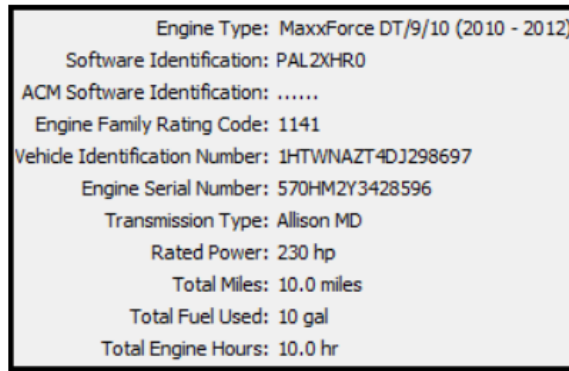 Engine Type: MaxxForce DT/9/10 (2010 - 2012)
Software Identification: PAL2XHR0
ACM Software Identification: ......
Engine Family Rating Code: 1141
Vehicle Identification Number: 1HTWNAZT4DJ298697
Engine Serial Number: 570HM2Y3428596
Transmission Type: Allison MD
Rated Power: 230 hp
Total Miles: 10.0 miles
Total Fuel Used: 10 gal
Total Engine Hours: 10.0 hr